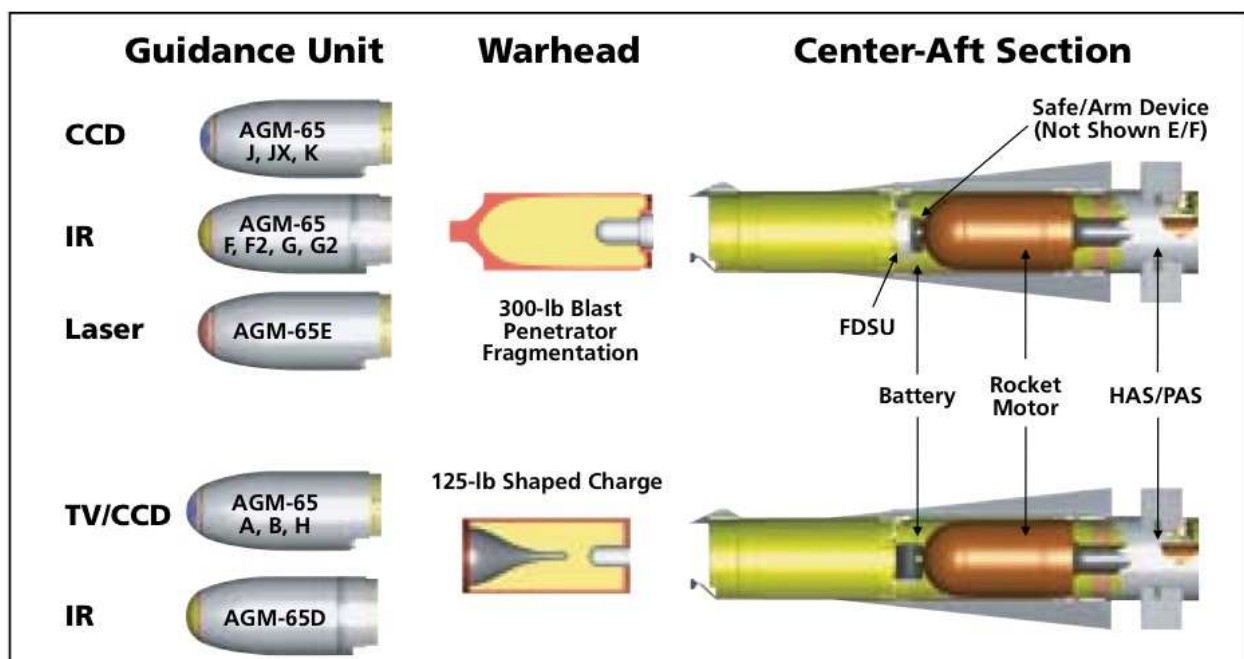 Guidance Unit
Warhead
Center-Aft Section
CCD
AGM-65
J, JX, K
Safe/Arm Device
(Not Shown E/F)
IR
AGM-65
F, F2, G, G2
Laser
AGM-65E
300-lb Blast
Penetrator
Fragmentation
FDSU
Battery
Rocket
Motor
HAS/PAS
TV/CCD
AGM-65
A, B, H
125-lb Shaped Charge
IR
AGM-65D